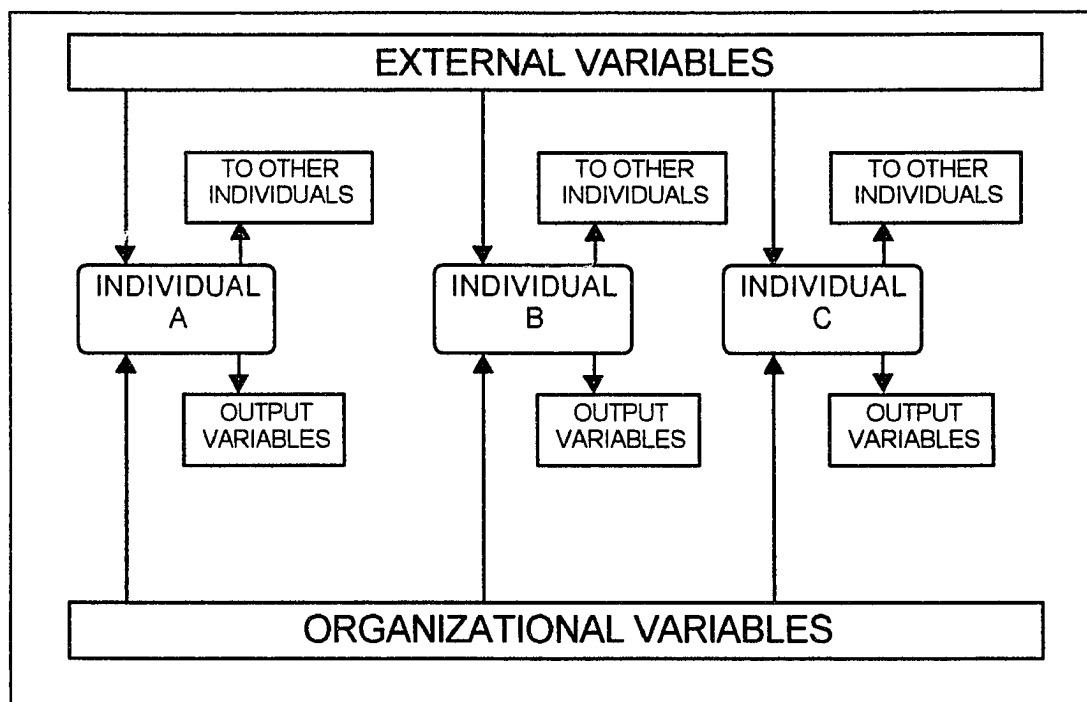 EXTERNAL VARIABLES
TO OTHER
INDIVIDUALS
TO OTHER
INDIVIDUALS
TO OTHER
INDIVIDUALS
INDIVIDUAL
A
INDIVIDUAL
B
INDIVIDUAL
C
OUTPUT
VARIABLES
OUTPUT
VARIABLES
OUTPUT
VARIABLES
ORGANIZATIONAL VARIABLES